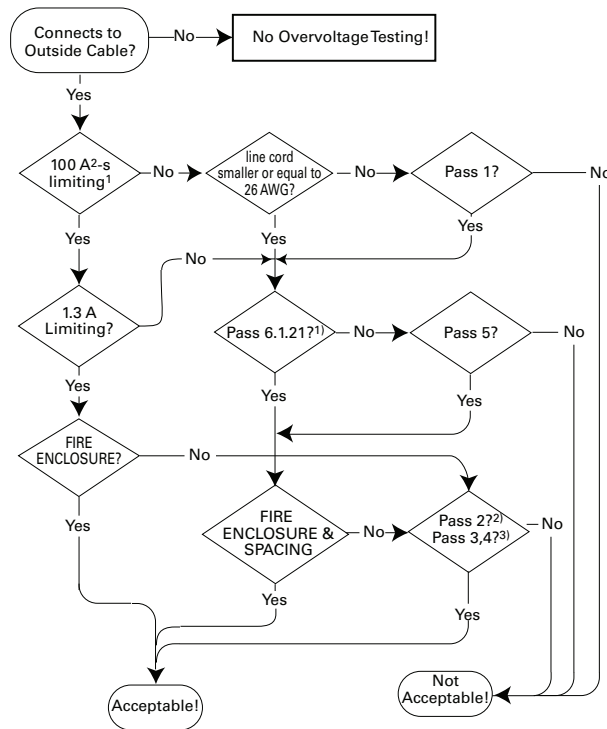 Connects to
Outside Cable?
No
No Overvoltage Testing!
Yes
100 A2-s
limiting1
No
line cord
smaller or equal to
26 AWG?
No
Pass 1?
No
Yes
Yes
Yes
No
1.3 A
Limiting?
Pass 6.1.21?1)
No
Pass 5?
No
Yes
Yes
Yes
FIRE
ENCLOSURE?
No
Yes
FIRE
ENCLOSURE &
SPACING
No
Pass 2?2)
Pass 3,4?3)
No
Yes
Yes
Acceptable!
Not
Acceptable!